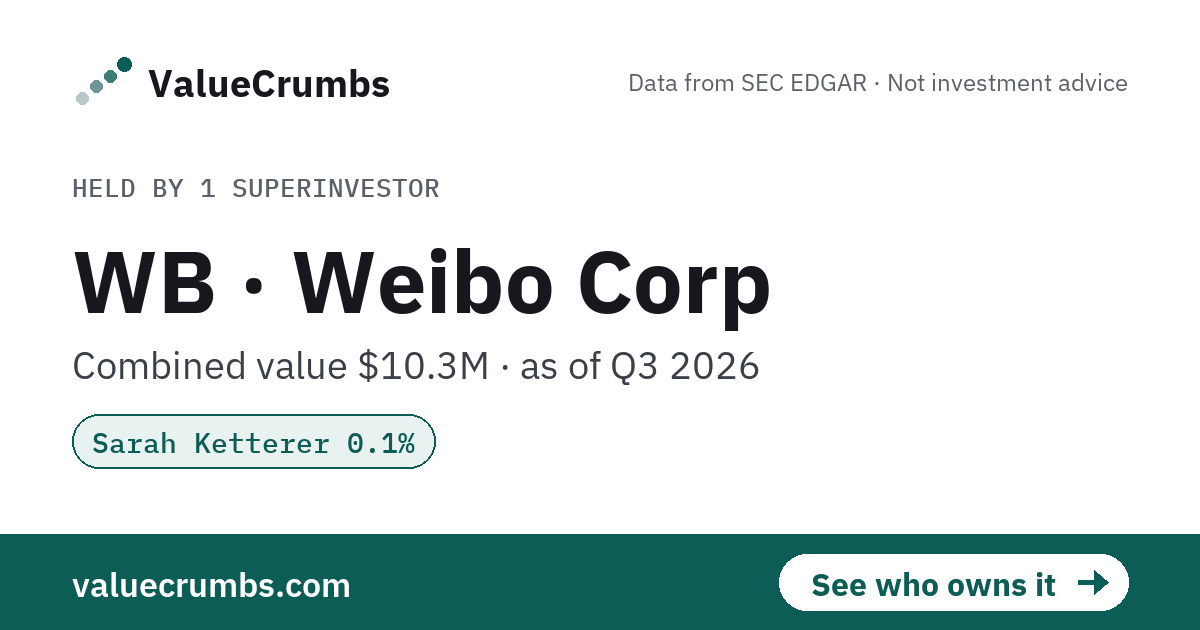 ValueCrumbs
Data from SEC EDGAR · Not investment advice
HELD BY 1 SUPERINVESTOR
WB · Weibo Corp
Combined value $10.3M · as of Q3 2026
Sarah Ketterer 0.1%
valuecrumbs.com
See who owns it →